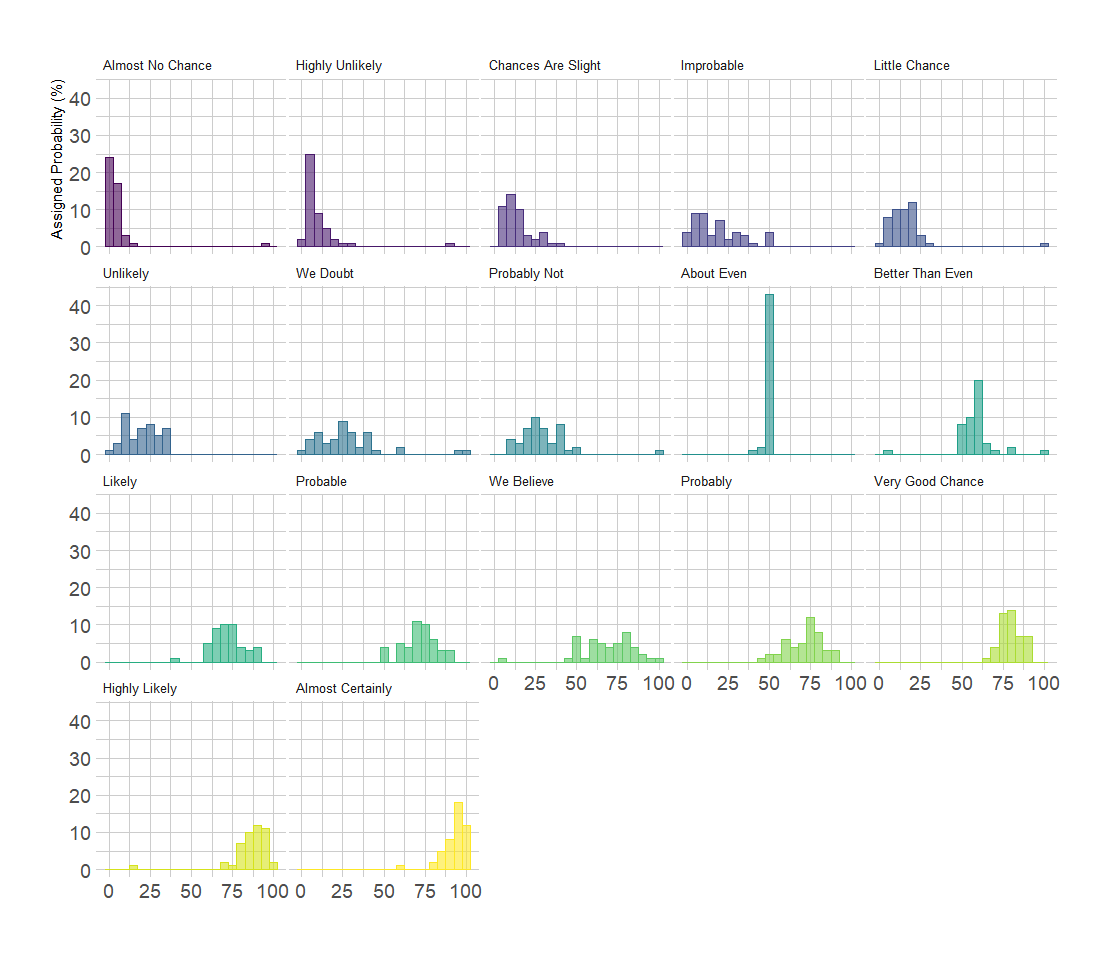 Almost No Chance Highly Unlikely Chances Are Slight Improbable Little Chance
Assigned Probability (%)
40
30
20
10
0
Unlikely We Doubt Probably Not About Even Better Than Even
40
30
20
10
0
Likely Probable We Believe Probably Very Good Chance
40
30
20
10
0
0 25 50 75 100 0 25 50 75 100 0 25 50 75 100
Highly Likely Almost Certainly
40
30
20
10
0
0 25 50 75 100 0 25 50 75 100